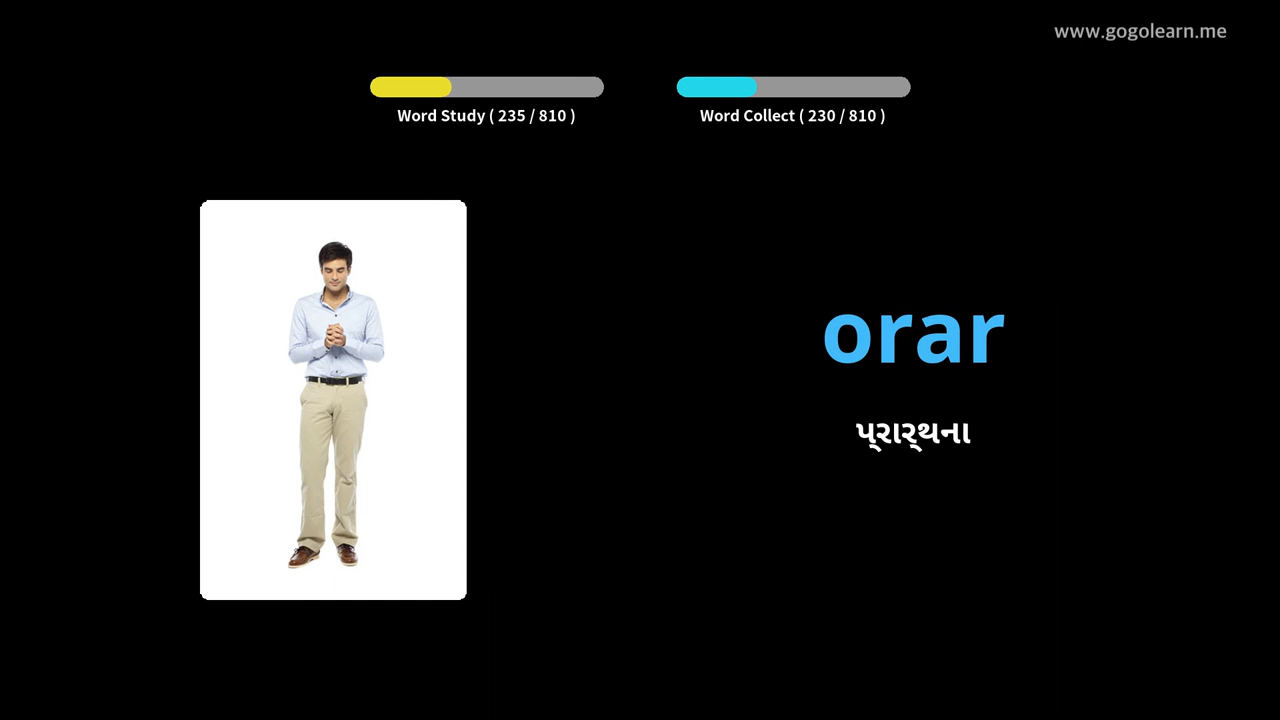 www.gogolearn.me
Word Study ( 235 / 810 )
Word Collect ( 230 / 810 )
orar
પ્રાર્થના